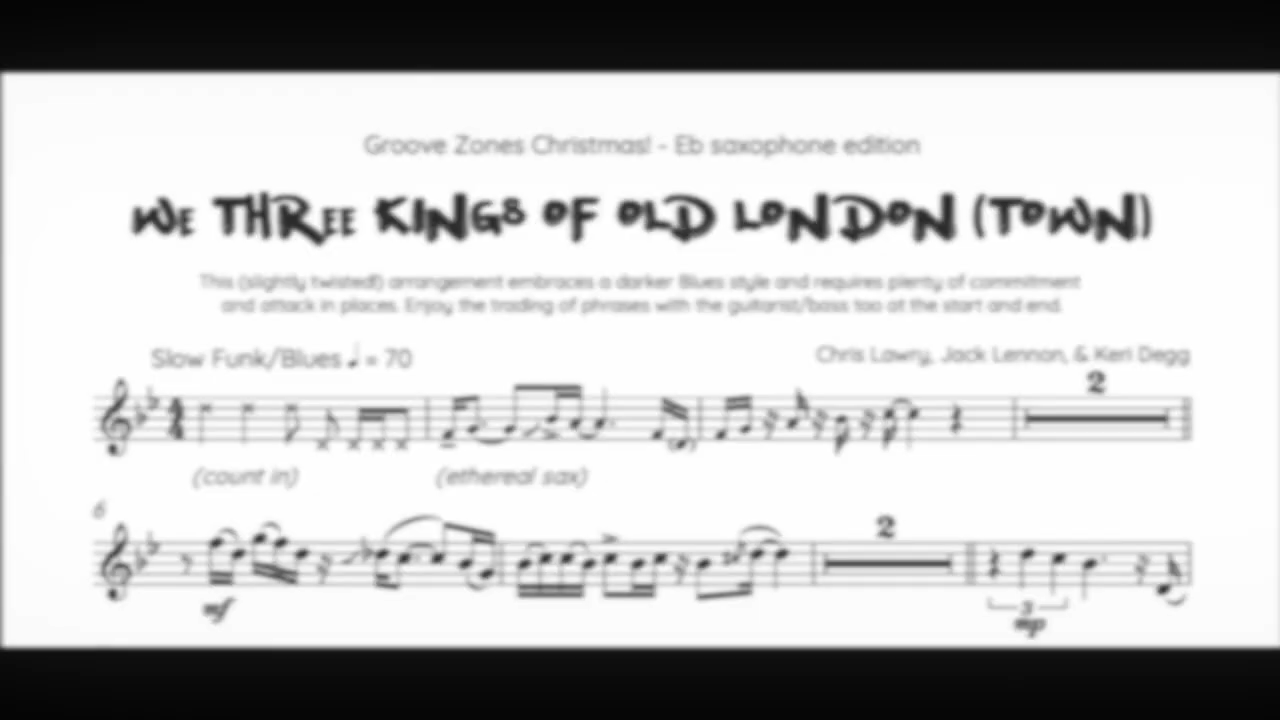 Groove Zones Christmas! - Eb saxophone edition
WE THREE KINGS OF OLD LONDON (TOWN)
This (slightly twisted!) arrangement embraces a darker Blues style and requires plenty of commitment
and attack in places. Enjoy the trading of phrases with the guitarist/bass too at the start and end.
Slow Funk/Blues ♩ = 70
Chris Lawry, Jack Lennon, & Keri Degg
2
(count in) (ethereal sax)
6
2
mf
3
mp